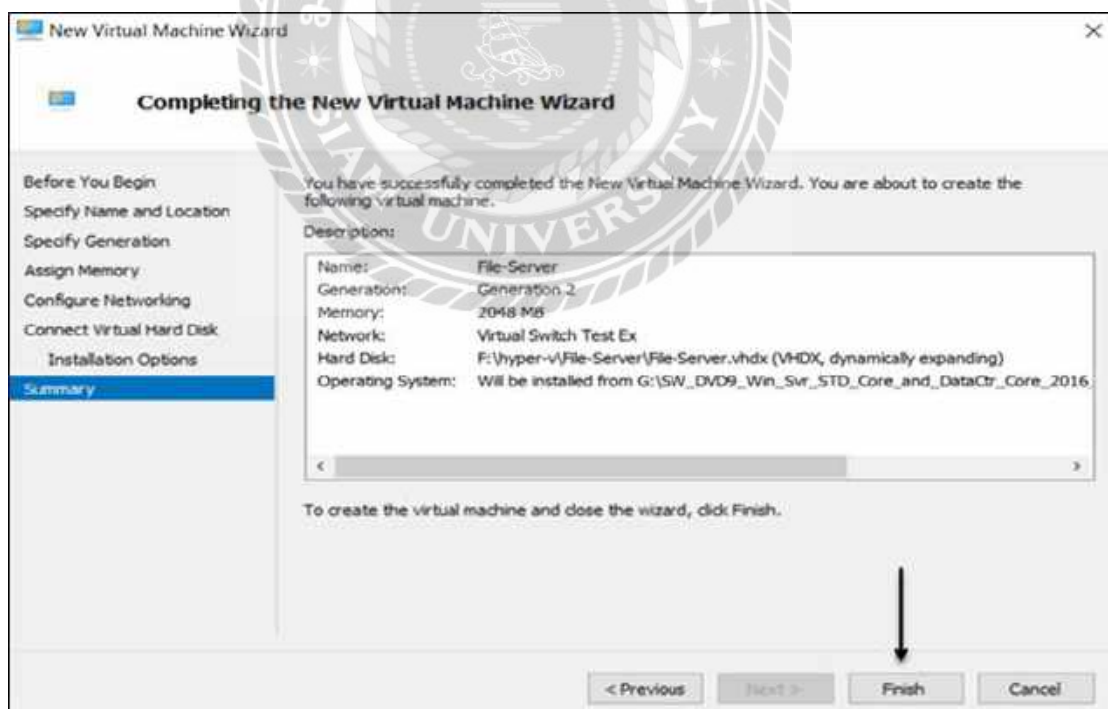 New Virtual Machine Wizard
Completing the New Virtual Machine Wizard
Before You Begin
Specify Name and Location
Specify Generation
Assign Memory
Configure Networking
Connect Virtual Hard Disk
Installation Options
Summary
You have successfully completed the New Virtual Machine Wizard. You are about to create the
following virtual machine.
Description:
Name: File-Server
Generation: Generation 2
Memory: 2048 MB
Network: Virtual Switch Test Ex
Hard Disk: F:\hyper-v\File-Server\File-Server.vhdx (VHDX, dynamically expanding)
Operating System: Will be installed from G:\SW_DVD9_Win_Svr_STD_Core_and_DataCtr_Core_2016_
To create the virtual machine and close the wizard, click Finish.
< Previous
Next >
Finish
Cancel
SIAM UNIVERSITY